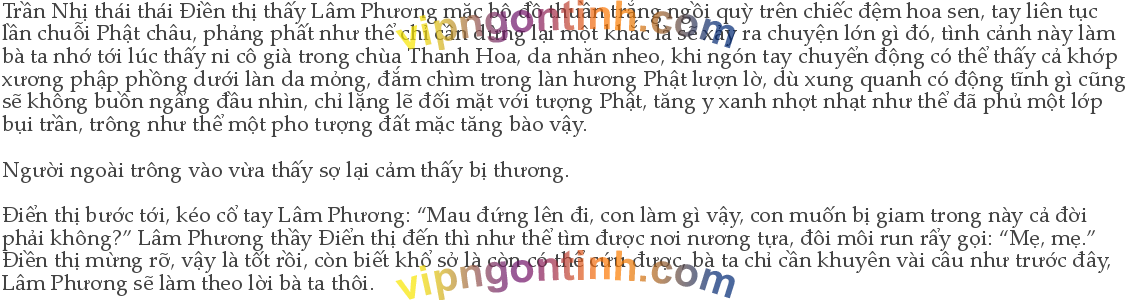 Trần Nhị thái thái Điền thị thấy Lâm Phương mặc bộ đồ thuần trắng ngồi quỳ trên chiếc đệm hoa sen, tay liên tục
lần chuỗi Phật châu, phảng phất như thể chỉ cần dừng lại một khắc là sẽ xảy ra chuyện lớn gì đó, tình cảnh này làm
bà ta nhớ tới lúc thấy ni cô già trong chùa Thanh Hoa, da nhăn nheo, khi ngón tay chuyển động có thể thấy cả khớp
xương phập phồng dưới làn da mỏng, đắm chìm trong làn hương Phật lượn lờ, dù xung quanh có động tĩnh gì cũng
sẽ không buồn ngẩng đầu nhìn, chỉ lặng lẽ đối mặt với tượng Phật, tăng y xanh nhợt nhạt như thể đã phủ một lớp
bụi trần, trông như thể một pho tượng đất mặc tăng bào vậy.
Người ngoài trông vào vừa thấy sợ lại cảm thấy bị thương.
Điển thị bước tới, kéo cổ tay Lâm Phương: “Mau đứng lên đi, con làm gì vậy, con muốn bị giam trong này cả đời
phải không?” Lâm Phương thầy Điển thị đến thì như thể tìm được nơi nương tựa, đôi môi run rẩy gọi: “Mẹ, mẹ.”
Điền thị mừng rỡ, vậy là tốt rồi, còn biết khổ sở là còn có thể cứu được, bà ta chỉ cần khuyên vài câu như trước đây,
Lâm Phương sẽ làm theo lời bà ta thôi.
vipngontinh.com
vipngontinh.com